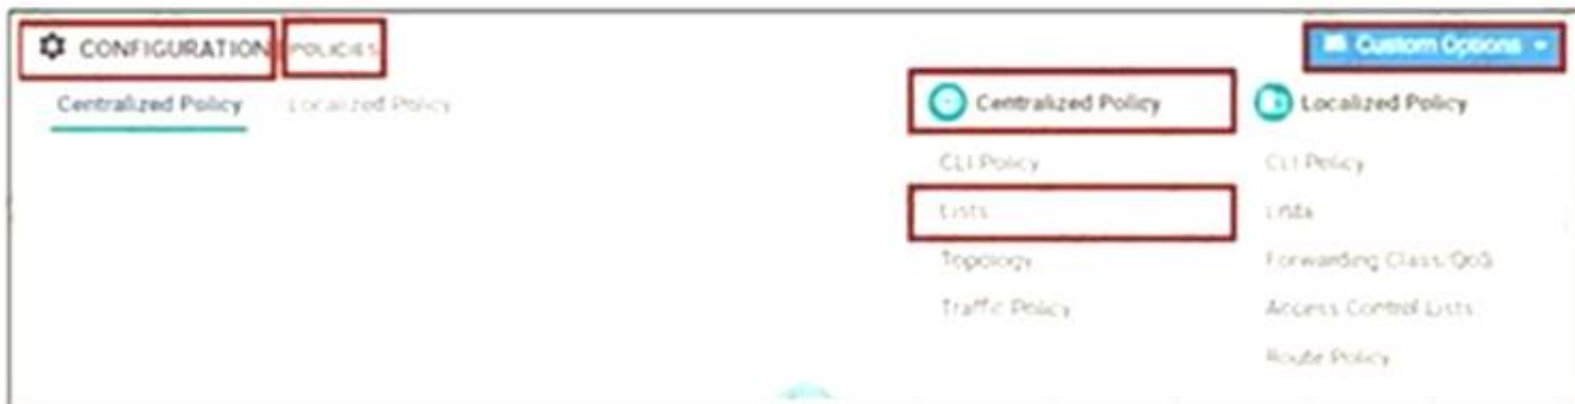 CONFIGURATION POLICIES
Custom Options
Centralized Policy Localized Policy
Centralized Policy
CLI Policy
Lists
Topology
Traffic Policy
Localized Policy
CLI Policy
Lists
Forwarding Class/QoS
Access Control Lists
Route Policy